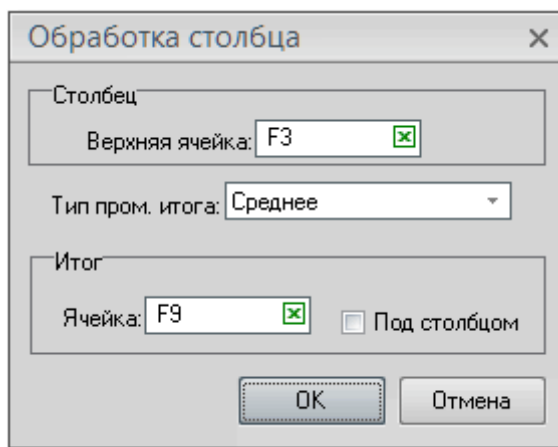 Обработка столбца
Столбец
Верхняя ячейка: F3
Тип пром. итога: Среднее
Итог
Ячейка: F9 Под столбцом
OK Отмена